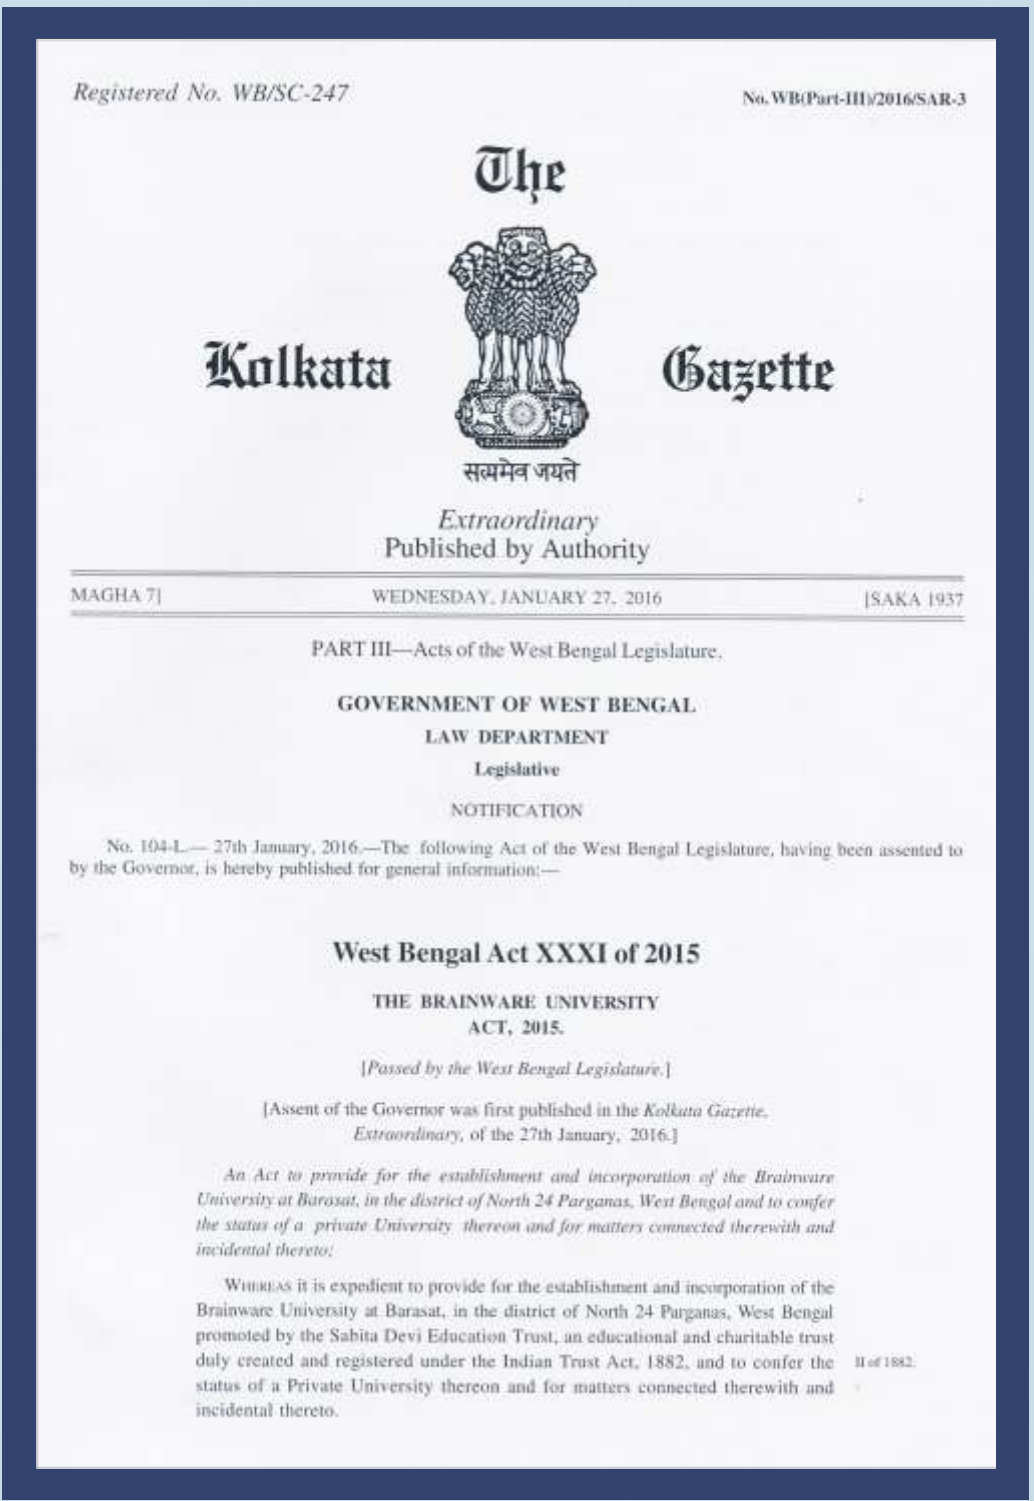 Registered No. WB/SC-247
No. WB(Part-III)/2016/SAR-3
The
Kolkata
Gazette
सत्यमेव जयते
Extraordinary
Published by Authority
MAGHA 7]
WEDNESDAY, JANUARY 27, 2016
[SAKA 1937
PART III—Acts of the West Bengal Legislature.
GOVERNMENT OF WEST BENGAL
LAW DEPARTMENT
Legislative
NOTIFICATION
No. 104-L.— 27th January, 2016.—The following Act of the West Bengal Legislature, having been assented to
by the Governor, is hereby published for general information:—
West Bengal Act XXXI of 2015
THE BRAINWARE UNIVERSITY
ACT, 2015.
[Passed by the West Bengal Legislature.]
[Assent of the Governor was first published in the Kolkata Gazette,
Extraordinary, of the 27th January, 2016.]
An Act to provide for the establishment and incorporation of the Brainware
University at Barasat, in the district of North 24 Parganas, West Bengal and to confer
the status of a private University thereon and for matters connected therewith and
incidental thereto;
WHEREAS it is expedient to provide for the establishment and incorporation of the
Brainware University at Barasat, in the district of North 24 Parganas, West Bengal
promoted by the Sabita Devi Education Trust, an educational and charitable trust
duly created and registered under the Indian Trust Act, 1882, and to confer the
II of 1882.
status of a Private University thereon and for matters connected therewith and
incidental thereto.